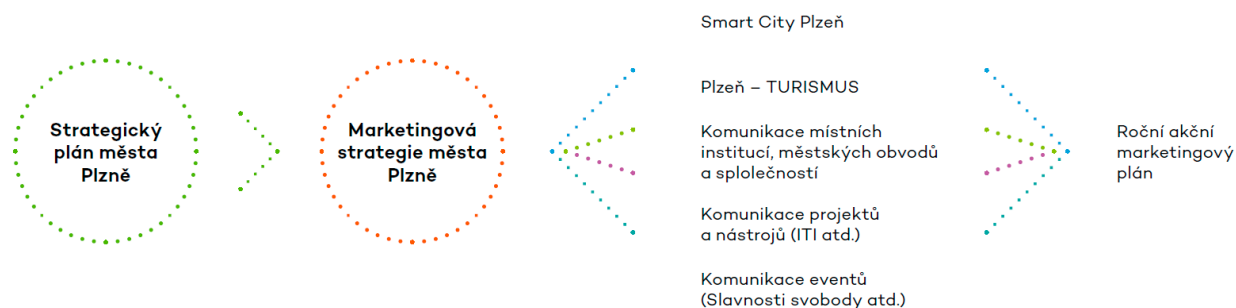 Strategický
plán města
Plzně
Marketingová
strategie města
Plzně
Smart City Plzeň
Plzeň – TURISMUS
Komunikace místních
institucí, městských obvodů
a splolečností
Komunikace projektů
a nástrojů (ITI atd.)
Komunikace eventů
(Slavnosti svobody atd.)
Roční akční
marketingový
plán